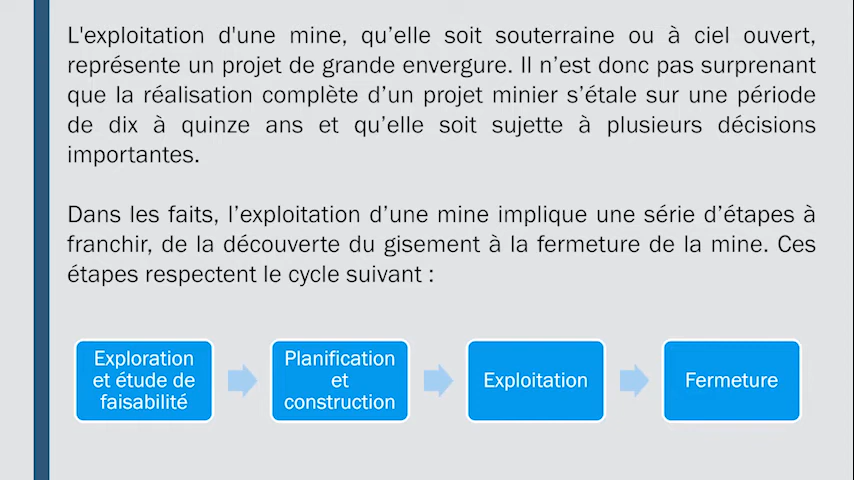 L'exploitation d'une mine, qu’elle soit souterraine ou à ciel ouvert,
représente un projet de grande envergure. Il n’est donc pas surprenant
que la réalisation complète d’un projet minier s’étale sur une période
de dix à quinze ans et qu’elle soit sujette à plusieurs décisions
importantes.
Dans les faits, l’exploitation d’une mine implique une série d’étapes à
franchir, de la découverte du gisement à la fermeture de la mine. Ces
étapes respectent le cycle suivant :
Exploration
et étude de
faisabilité
Planification
et
construction
Exploitation
Fermeture